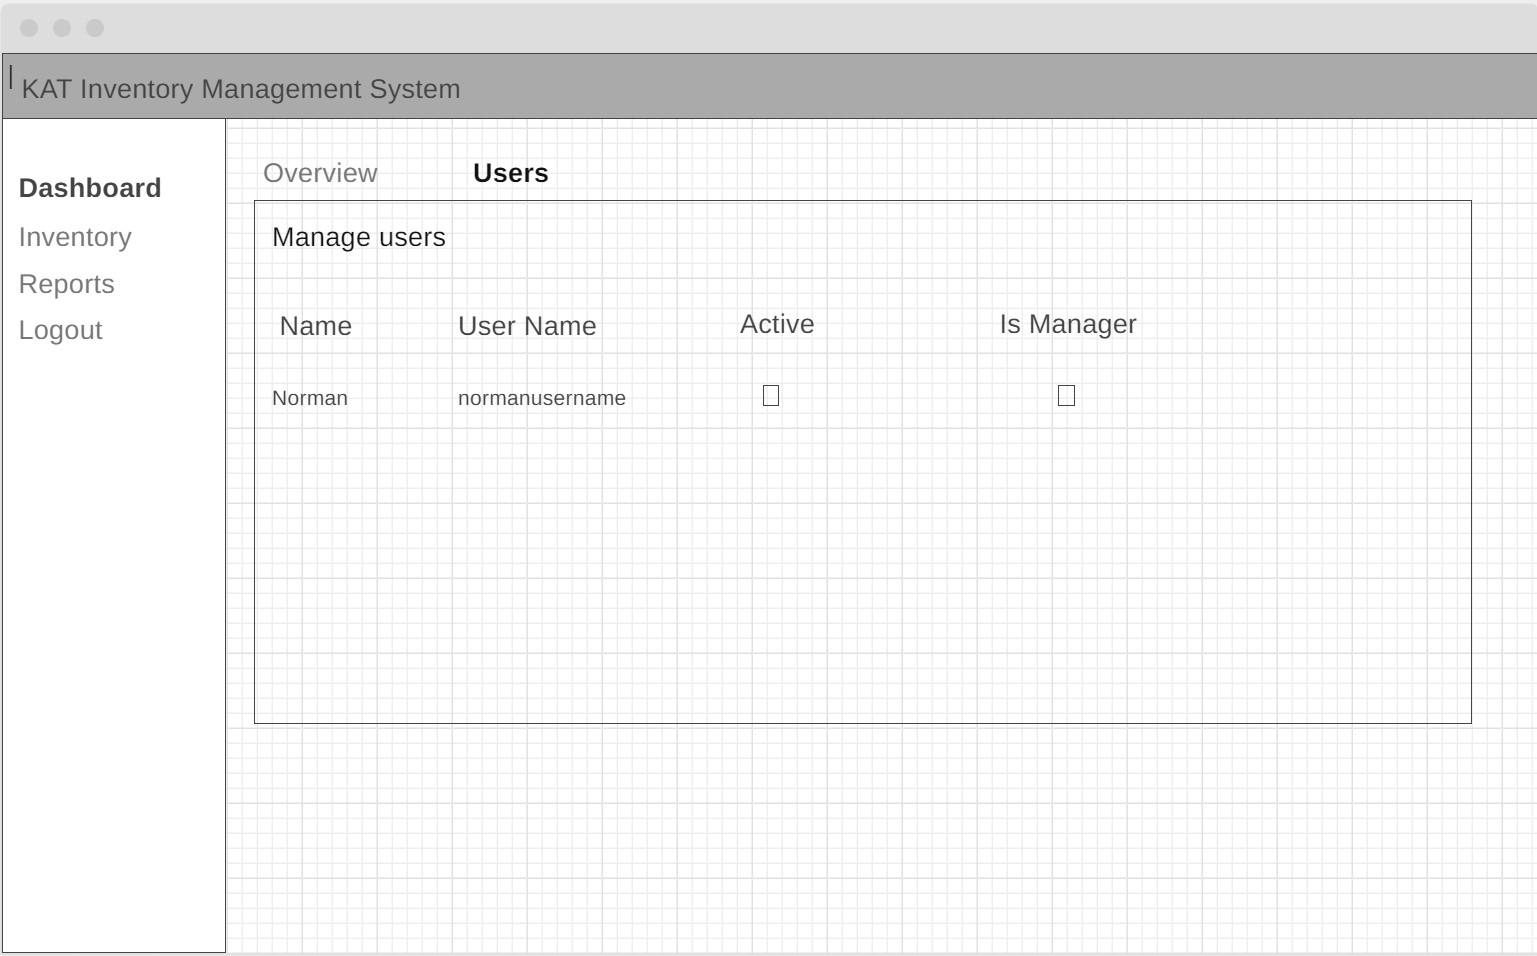 KAT Inventory Management System
Dashboard
Inventory
Reports
Logout
Overview Users
Manage users
Name User Name Active Is Manager
Norman normanusername